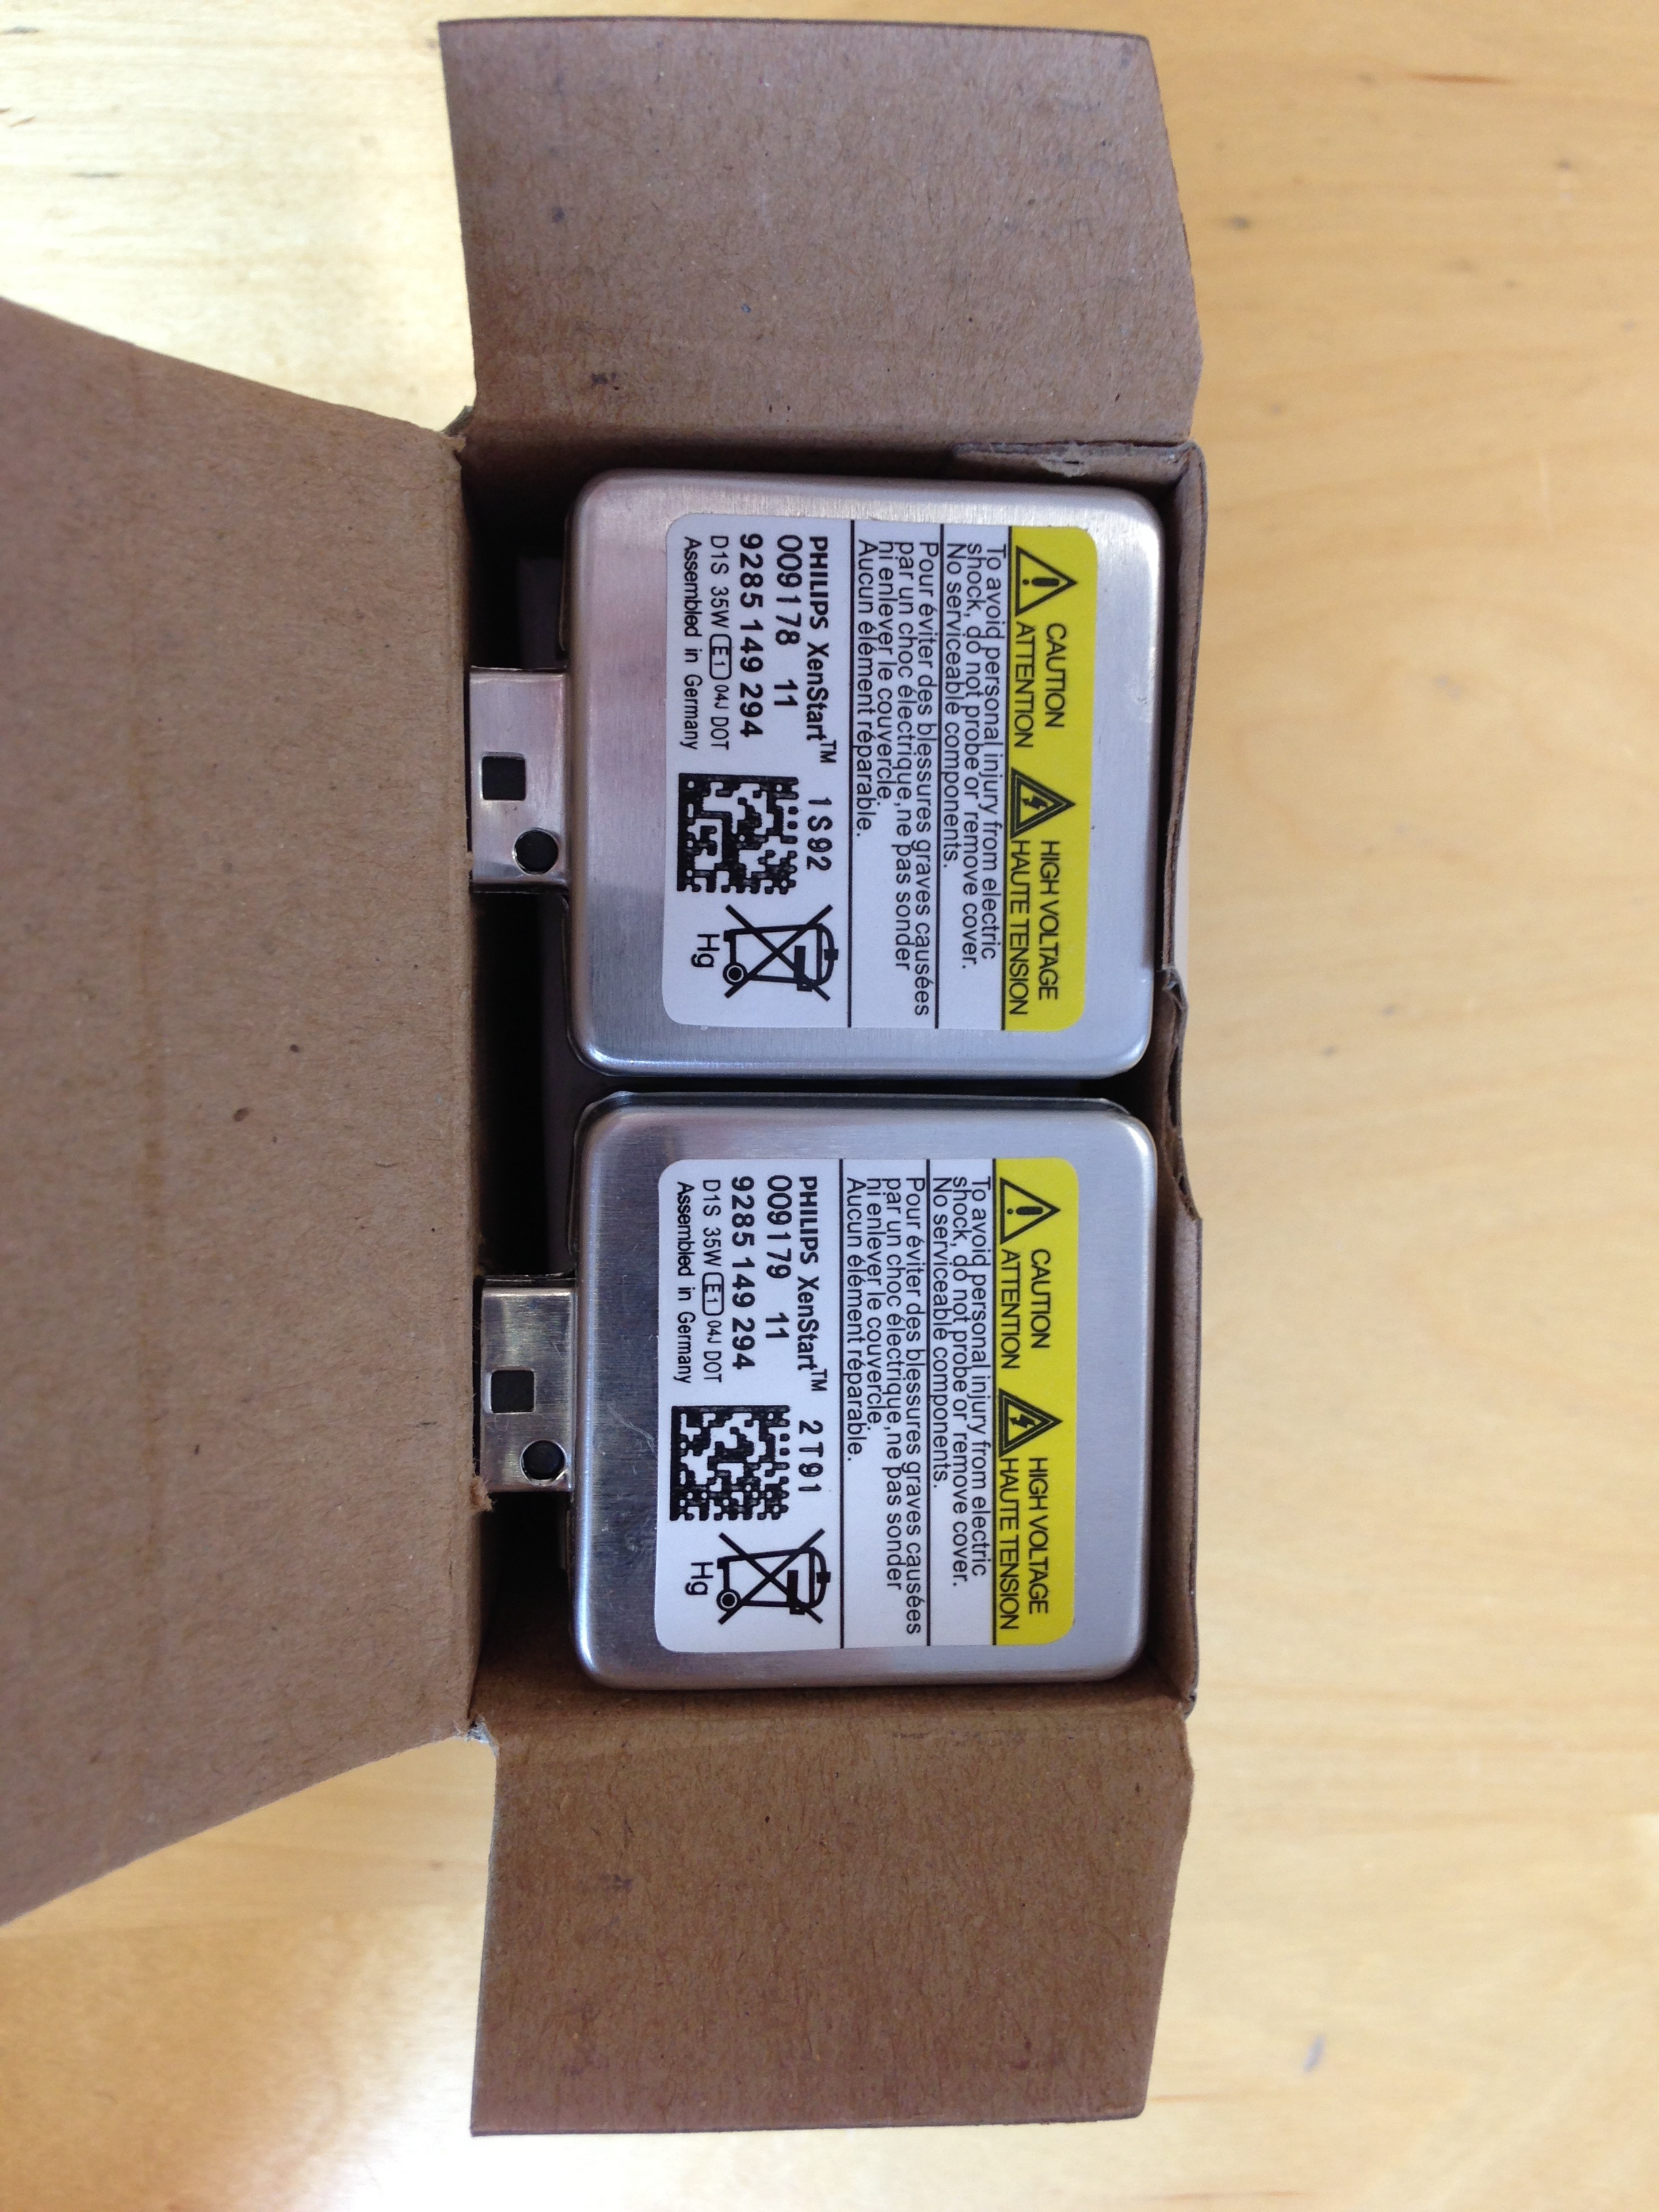 CAUTION HIGH VOLTAGE
ATTENTION HAUTE TENSION
To avoid personal injury from electric
shock, do not probe or remove cover.
No serviceable components.
Pour éviter des blessures graves causées
par un choc électrique,ne pas sonder
ni enlever le couvercle.
Aucun élément réparable.
PHILIPS XenStart™ 1S92
009178 11
9285 149 294
D1S 35W E1 04J DOT
Assembled in Germany
Hg
CAUTION HIGH VOLTAGE
ATTENTION HAUTE TENSION
To avoid personal injury from electric
shock, do not probe or remove cover.
No serviceable components.
Pour éviter des blessures graves causées
par un choc électrique,ne pas sonder
ni enlever le couvercle.
Aucun élément réparable.
PHILIPS XenStart™ 2T91
009179 11
9285 149 294
D1S 35W E1 04J DOT
Assembled in Germany
Hg